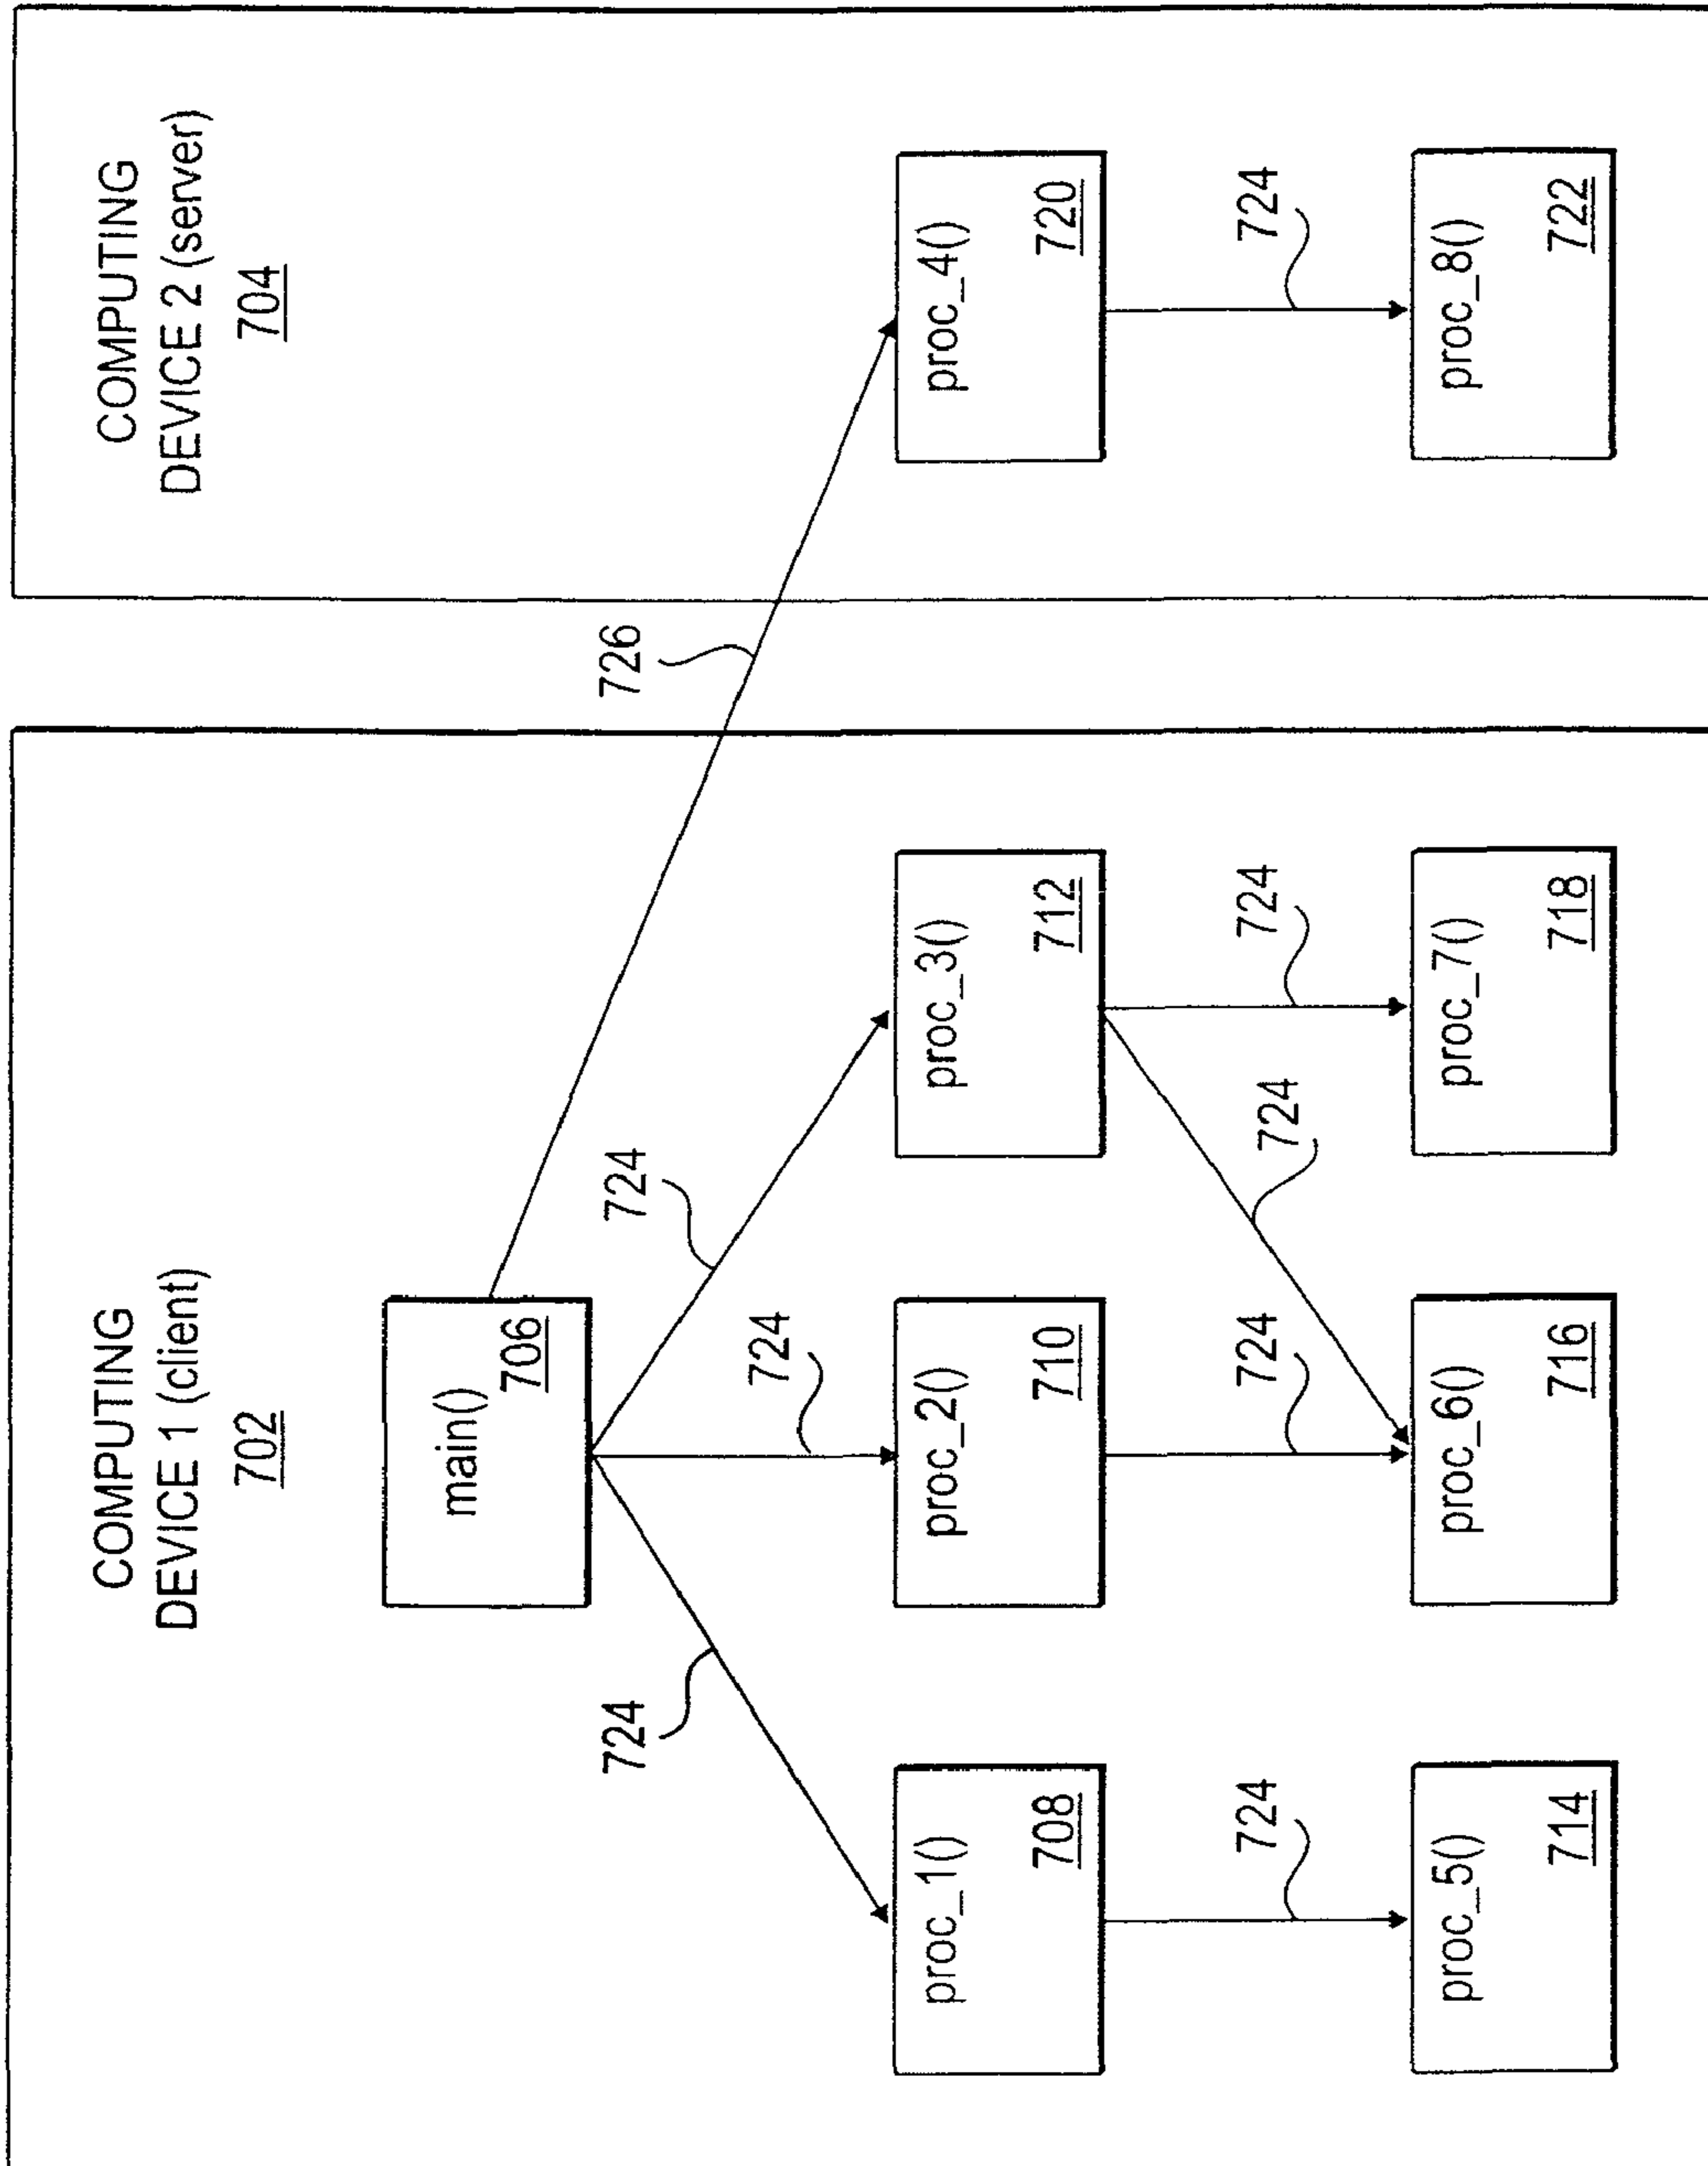 COMPUTING
DEVICE 1 (client)
702
COMPUTING
DEVICE 2 (server)
704
main()
706
724
724
724
726
proc_1()
708
proc_2()
710
proc_3()
712
proc_4()
720
724
724
724
724
724
proc_5()
714
proc_6()
716
proc_7()
718
proc_8()
722